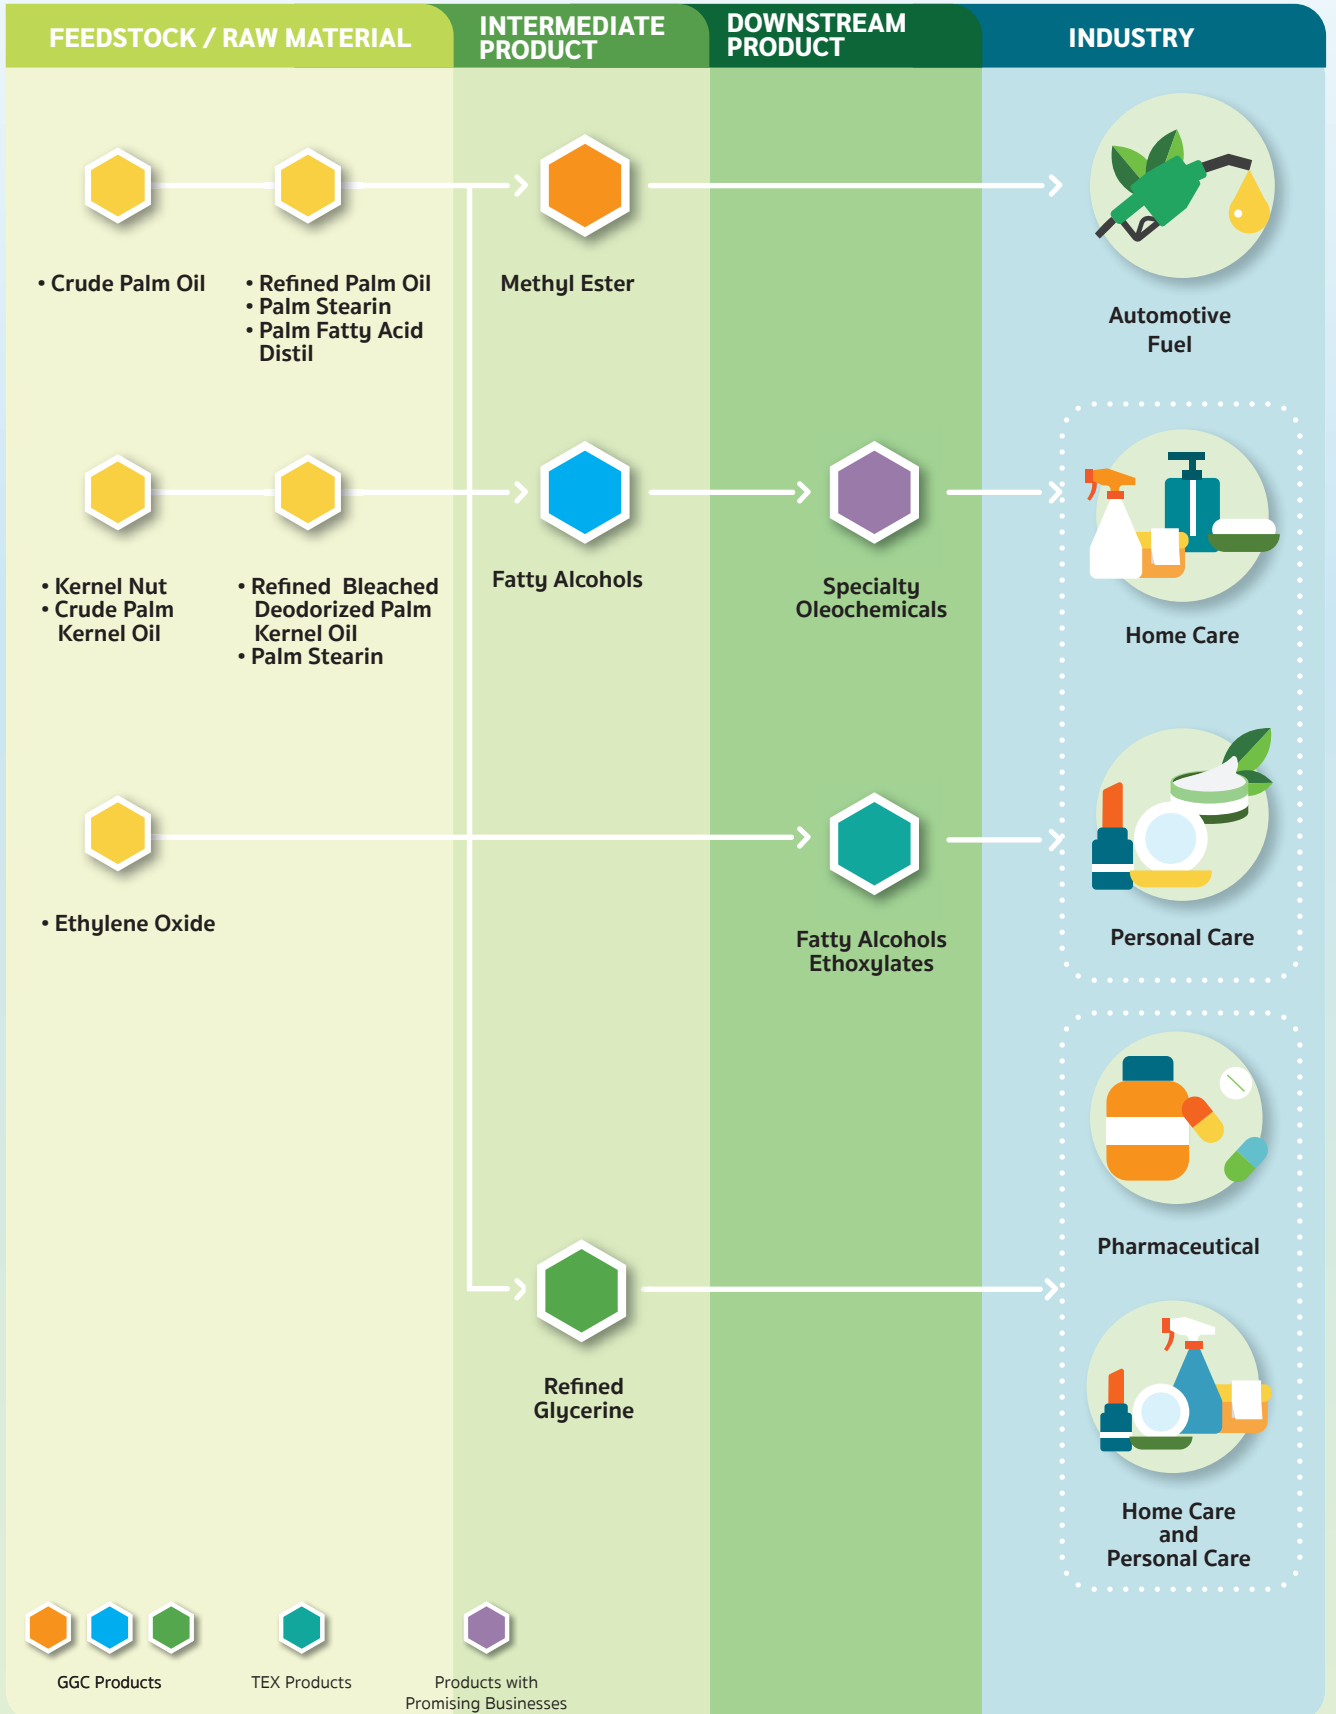 FEEDSTOCK / RAW MATERIAL
INTERMEDIATE
PRODUCT
DOWNSTREAM
PRODUCT
INDUSTRY
• Crude Palm Oil
• Refined Palm Oil
• Palm Stearin
• Palm Fatty Acid
Distil
Methyl Ester
Automotive
Fuel
• Kernel Nut
• Crude Palm
Kernel Oil
• Refined Bleached
Deodorized Palm
Kernel Oil
• Palm Stearin
Fatty Alcohols
Specialty
Oleochemicals
Home Care
• Ethylene Oxide
Fatty Alcohols
Ethoxylates
Personal Care
Pharmaceutical
Refined
Glycerine
Home Care
and
Personal Care
GGC Products
TEX Products
Products with
Promising Businesses